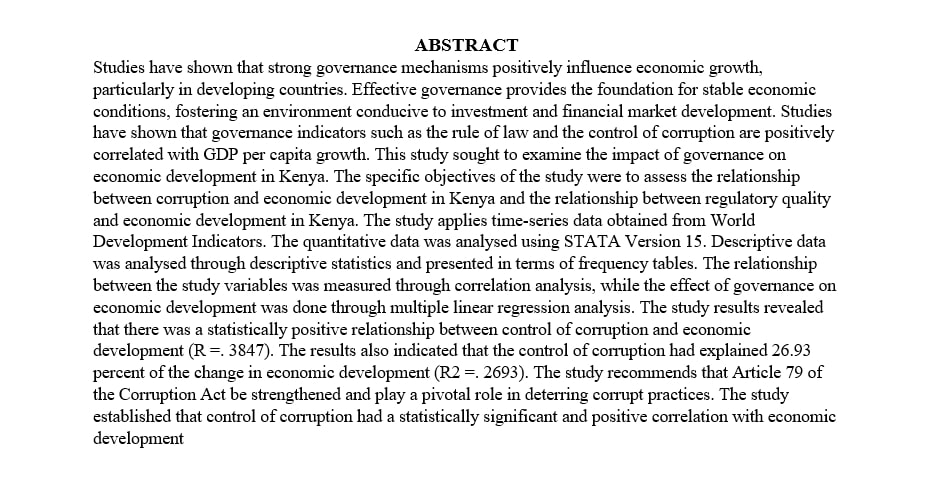 ABSTRACT
Studies have shown that strong governance mechanisms positively influence economic growth,
particularly in developing countries. Effective governance provides the foundation for stable economic
conditions, fostering an environment conducive to investment and financial market development. Studies
have shown that governance indicators such as the rule of law and the control of corruption are positively
correlated with GDP per capita growth. This study sought to examine the impact of governance on
economic development in Kenya. The specific objectives of the study were to assess the relationship
between corruption and economic development in Kenya and the relationship between regulatory quality
and economic development in Kenya. The study applies time-series data obtained from World
Development Indicators. The quantitative data was analysed using STATA Version 15. Descriptive data
was analysed through descriptive statistics and presented in terms of frequency tables. The relationship
between the study variables was measured through correlation analysis, while the effect of governance on
economic development was done through multiple linear regression analysis. The study results revealed
that there was a statistically positive relationship between control of corruption and economic
development (R =. 3847). The results also indicated that the control of corruption had explained 26.93
percent of the change in economic development (R2 =. 2693). The study recommends that Article 79 of
the Corruption Act be strengthened and play a pivotal role in deterring corrupt practices. The study
established that control of corruption had a statistically significant and positive correlation with economic
development